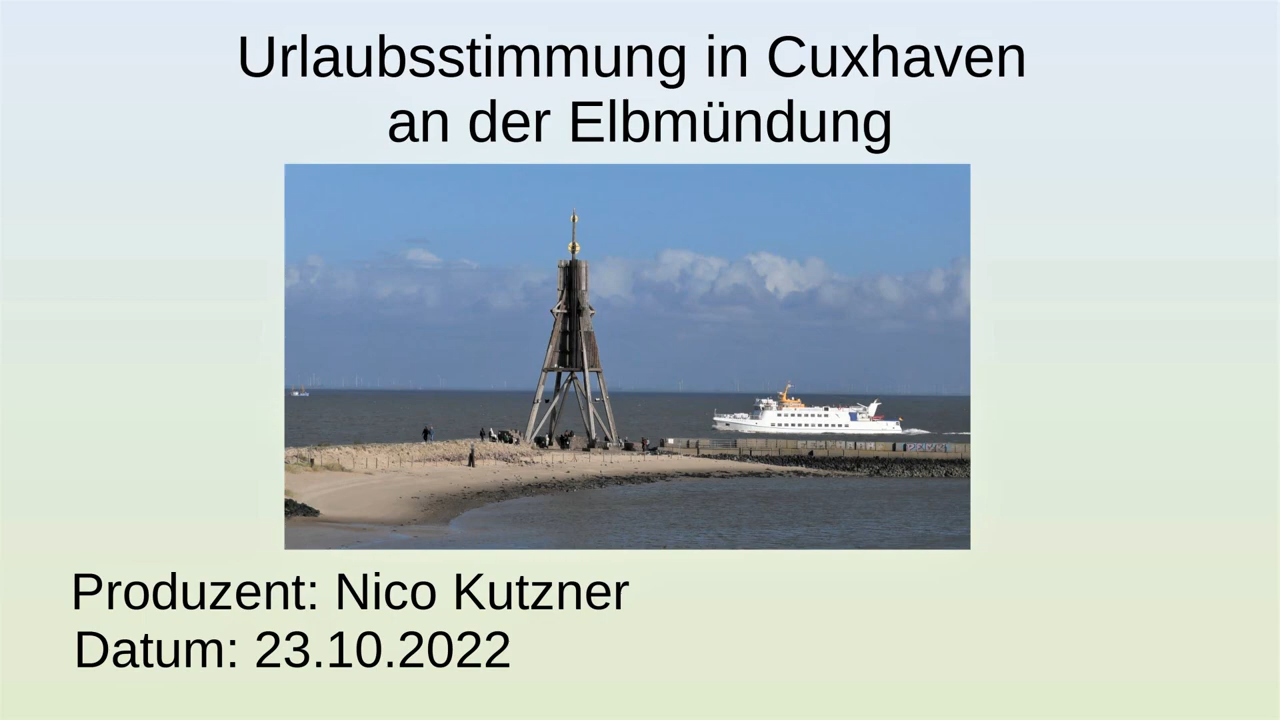 Urlaubsstimmung in Cuxhaven
an der Elbmündung
Produzent: Nico Kutzner
Datum: 23.10.2022